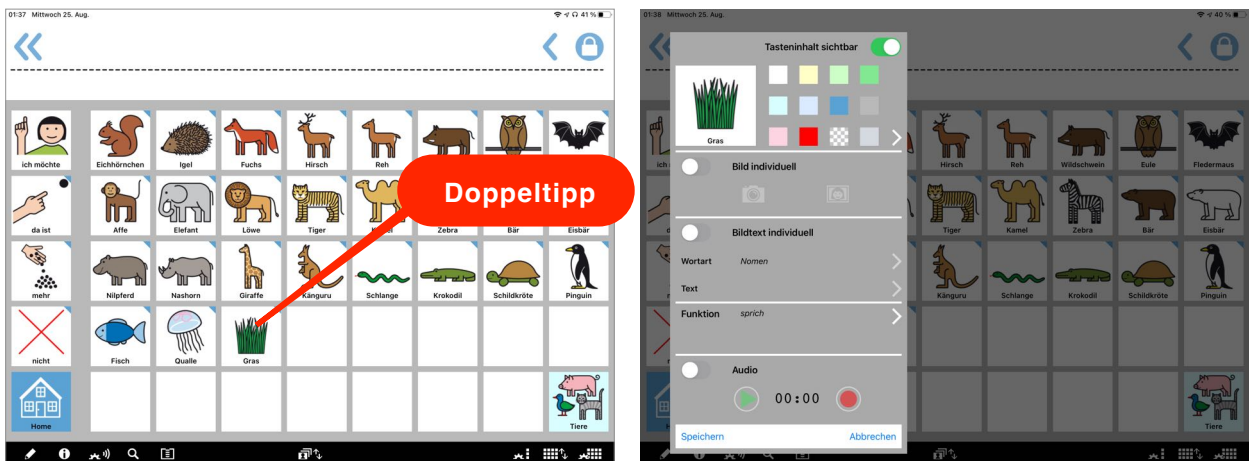 01:37 Mittwoch 25. Aug.
41 %
ich möchte Eichhörnchen Igel Fuchs Hirsch Reh
Doppeltipp
da ist Affe Elefant Löwe Tiger Zebra Bär Eisbär
mehr Nilpferd Nashorn Giraffe Känguru Schlange Krokodil Schildkröte Pinguin
nicht Fisch Qualle Gras
Home Tiere
01:38 Mittwoch 25. Aug.
40 %
Tasteninhalt sichtbar
Gras
Bild individuell
Bildtext individuell
Wortart Nomen
Text
Funktion sprich
Audio
00:00
Speichern Abbrechen
ich
Hirsch Reh Wildschwein Eule Fledermaus
Tiger Kamel Zebra Bär Eisbär
Känguru Schlange Krokodil Schildkröte Pinguin
Tiere